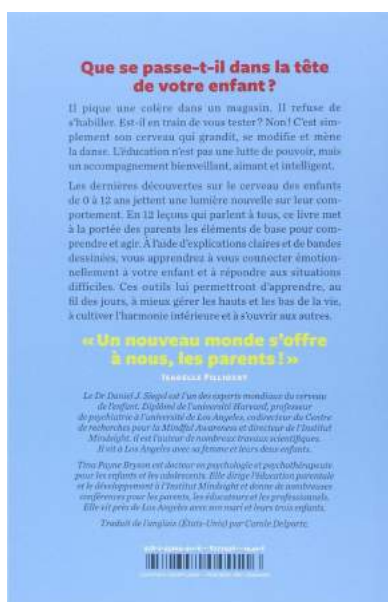 Que se passe-t-il dans la tête
de votre enfant ?
Il pique une colère dans un magasin. Il refuse de
s'habiller. Est-il en train de vous tester ? Non ! C'est sim-
plement son cerveau qui grandit, se modifie et mène
la danse. L'éducation n'est pas une lutte de pouvoir, mais
un accompagnement bienveillant, aimant et intelligent.
Les dernières découvertes sur le cerveau des enfants
de 0 à 12 ans jettent une lumière nouvelle sur leur com-
portement. En 12 leçons qui parlent à tous, ce livre met
à la portée des parents les éléments de base pour com-
prendre et agir. À l'aide d'explications claires et de bandes
dessinées, vous apprendrez à vous connecter émotion-
nellement à votre enfant et à répondre aux situations
difficiles. Ces outils lui permettront d'apprendre, au
fil des jours, à mieux gérer les hauts et les bas de la vie,
à cultiver l'harmonie intérieure et à s'ouvrir aux autres.
« Un nouveau monde s'offre
à nous, les parents ! »
ISABELLE FILLIOZAT
Le Dr Daniel J. Siegel est l'un des experts mondiaux du cerveau
de l'enfant. Diplômé de l'université Harvard, professeur
de psychiatrie à l'université de Los Angeles, codirecteur du Centre
de recherches pour la Mindful Awareness et directeur de l'Institut
Mindsight, il est l'auteur de nombreux travaux scientifiques.
Il vit à Los Angeles avec sa femme et leurs deux enfants.
Tina Payne Bryson est docteur en psychologie et psychothérapeute
pour les enfants et les adolescents. Elle dirige l'éducation parentale
et le développement à l'Institut Mindsight et donne de nombreuses
conférences pour les parents, les éducateurs et les professionnels.
Elle vit près de Los Angeles avec son mari et leurs trois enfants.
Traduit de l'anglais (États-Unis) par Carole Delporte.